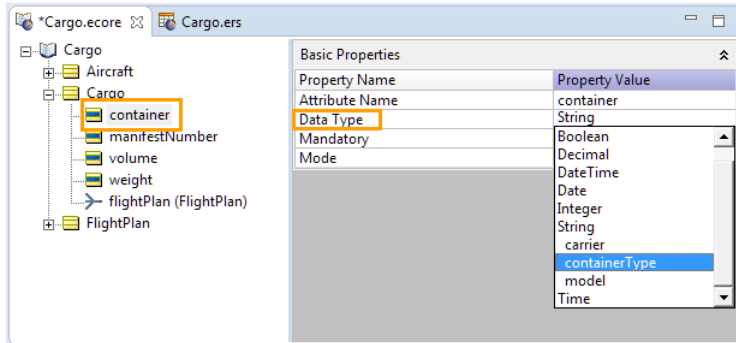 *Cargo.ecore Cargo.ers
Cargo
Aircraft
Cargo
container
manifestNumber
volume
weight
flightPlan (FlightPlan)
FlightPlan
Basic Properties
Property Name Property Value
Attribute Name container
Data Type String
Mandatory
Mode
Boolean
Decimal
DateTime
Date
Integer
String
carrier
containerType
model
Time